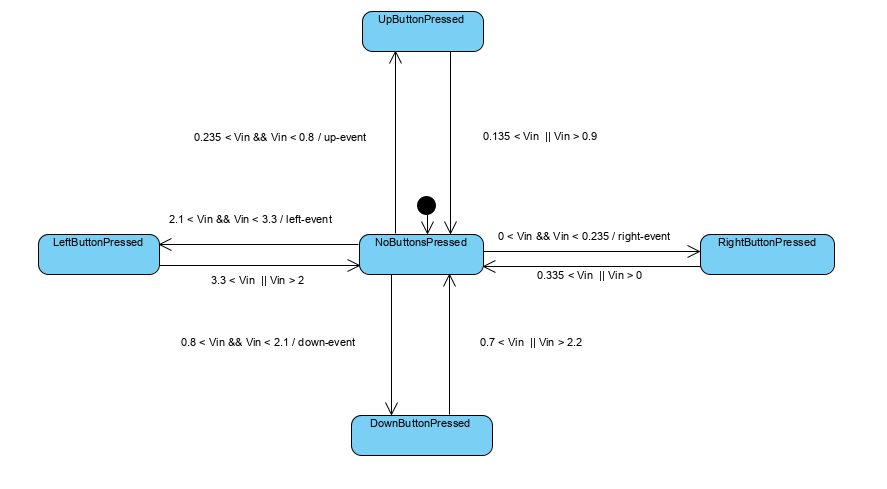 UpButtonPressed
0.235 < Vin && Vin < 0.8 / up-event
0.135 < Vin  || Vin > 0.9
2.1 < Vin && Vin < 3.3 / left-event
LeftButtonPressed
NoButtonsPressed
0 < Vin && Vin < 0.235 / right-event
RightButtonPressed
3.3 < Vin  || Vin > 2
0.335 < Vin  || Vin > 0
0.8 < Vin && Vin < 2.1 / down-event
0.7 < Vin  || Vin > 2.2
DownButtonPressed